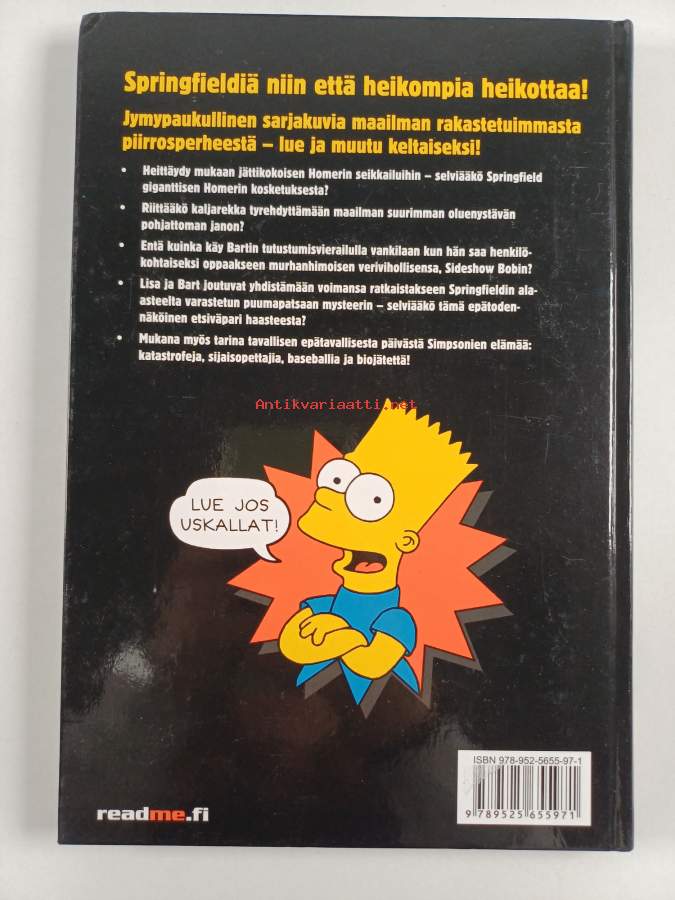 Springfieldiä niin että heikompia heikottaa!
Jymypaukullinen sarjakuvia maailman rakastetuimmasta
piirrosperheestä – lue ja muutu keltaiseksi!
• Heittäydy mukaan jättikokoisen Homerin seikkailuihin – selviääkö Springfield
giganttisen Homerin kosketuksesta?
• Riittääkö kaljarekka tyrehdyttämään maailman suurimman oluenystävän
pohjattoman janon?
• Entä kuinka käy Bartin tutustumisvierailulla vankilaan kun hän saa henkilö-
kohtaiseksi oppaakseen murhanhimoisen verivihollisensa, Sideshow Bobin?
• Lisa ja Bart joutuvat yhdistämään voimansa ratkaistakseen Springfieldin ala-
asteelta varastetun puumapatsaan mysteerin – selviääkö tämä epätoden-
näköinen etsiväpari haasteesta?
• Mukana myös tarina tavallisen epätavallisesta päivästä Simpsonien elämää:
katastrofeja, sijaisopettajia, baseballia ja biojätettä!
Antikvariaatti.net
LUE JOS
USKALLAT!
ISBN 978-952-5655-97-1
9 789525 655971
readme.fi